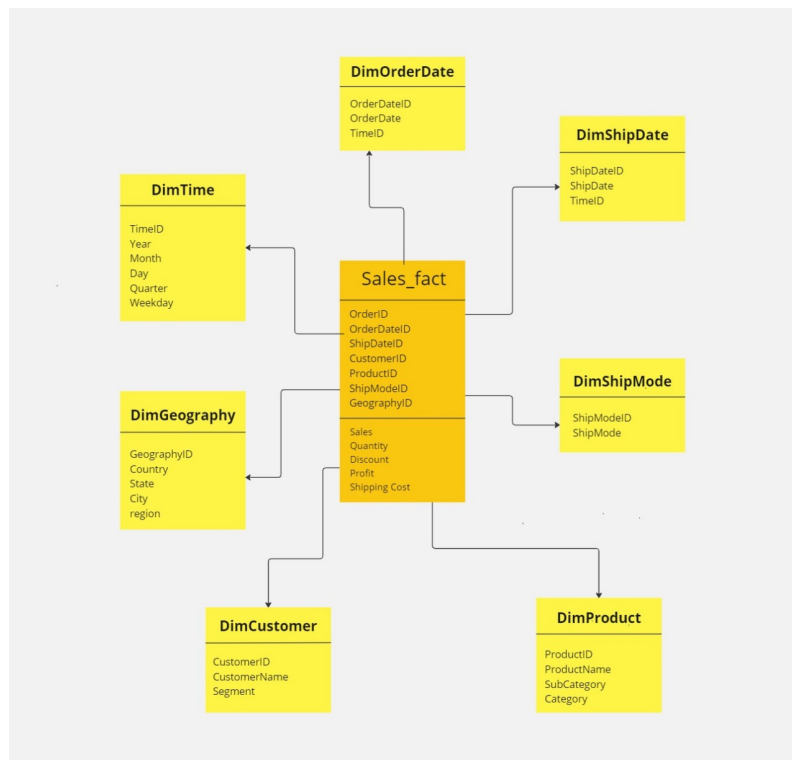 DimOrderDate
OrderDateID
OrderDate
TimeID
DimShipDate
ShipDateID
ShipDate
TimeID
DimTime
TimeID
Year
Month
Day
Quarter
Weekday
Sales_fact
OrderID
OrderDateID
ShipDateID
CustomerID
ProductID
ShipModeID
GeographyID
Sales
Quantity
Discount
Profit
Shipping Cost
DimShipMode
ShipModeID
ShipMode
DimGeography
GeographyID
Country
State
City
region
DimCustomer
CustomerID
CustomerName
Segment
DimProduct
ProductID
ProductName
SubCategory
Category